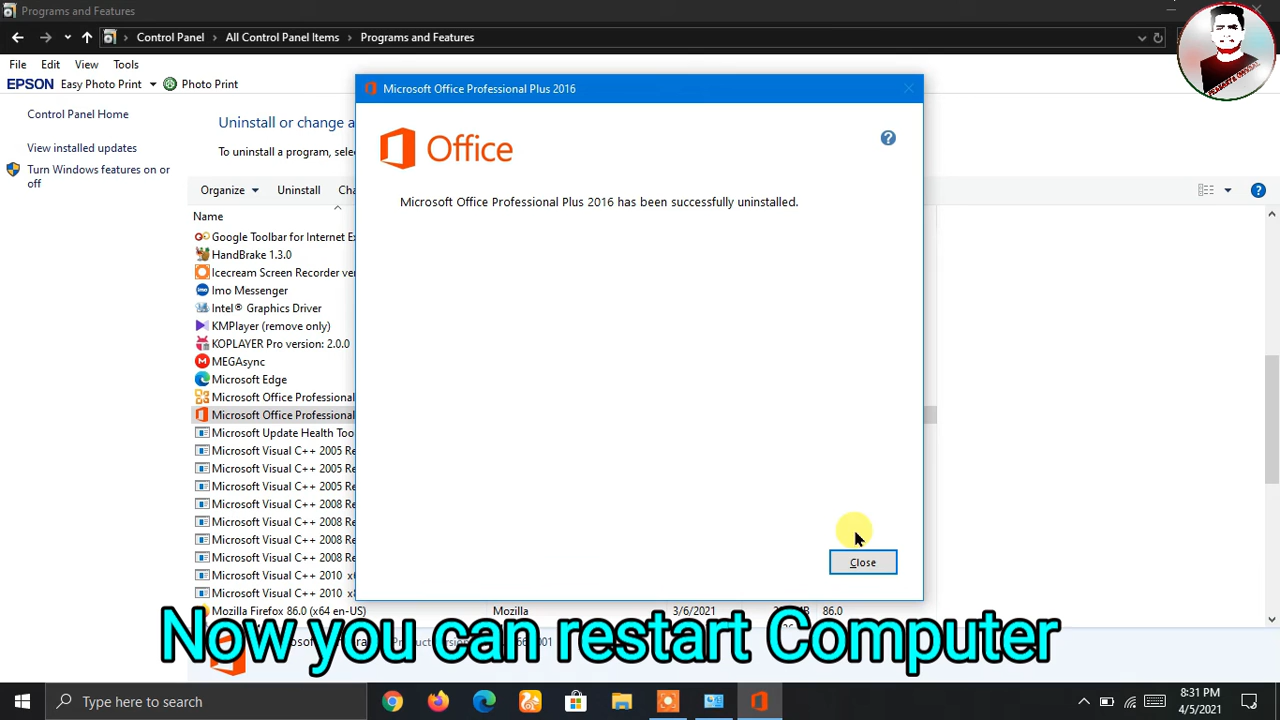 Programs and Features
Control Panel > All Control Panel Items > Programs and Features
File Edit View Tools
EPSON Easy Photo Print Photo Print
Control Panel Home
View installed updates
Turn Windows features on or
off
Uninstall or change a
To uninstall a program, sele
Organize Uninstall Cha
Name
Google Toolbar for Internet Ex
HandBrake 1.3.0
Icecream Screen Recorder ver
Imo Messenger
Intel® Graphics Driver
KMPlayer (remove only)
KOPLAYER Pro version: 2.0.0
MEGAsync
Microsoft Edge
Microsoft Office Professional
Microsoft Office Professional
Microsoft Update Health Too
Microsoft Visual C++ 2005 Re
Microsoft Visual C++ 2005 Re
Microsoft Visual C++ 2005 Re
Microsoft Visual C++ 2008 Re
Microsoft Visual C++ 2008 Re
Microsoft Visual C++ 2008 Re
Microsoft Visual C++ 2008 Re
Microsoft Visual C++ 2010 x6
Microsoft Visual C++ 2010 x8
Mozilla Firefox 86.0 (x64 en-US) Mozilla 3/6/2021 86.0
Microsoft Office Professional Plus 2016
Office
Microsoft Office Professional Plus 2016 has been successfully uninstalled.
Close
Now you can restart Computer
Type here to search
8:31 PM
4/5/2021